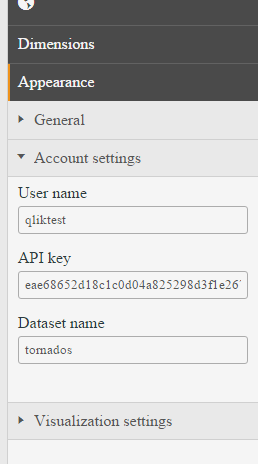 Dimensions
Appearance
General
Account settings
User name
qliktest
API key
eae68652d18c1c0d04a825298d3f1e26
Dataset name
tornados
Visualization settings